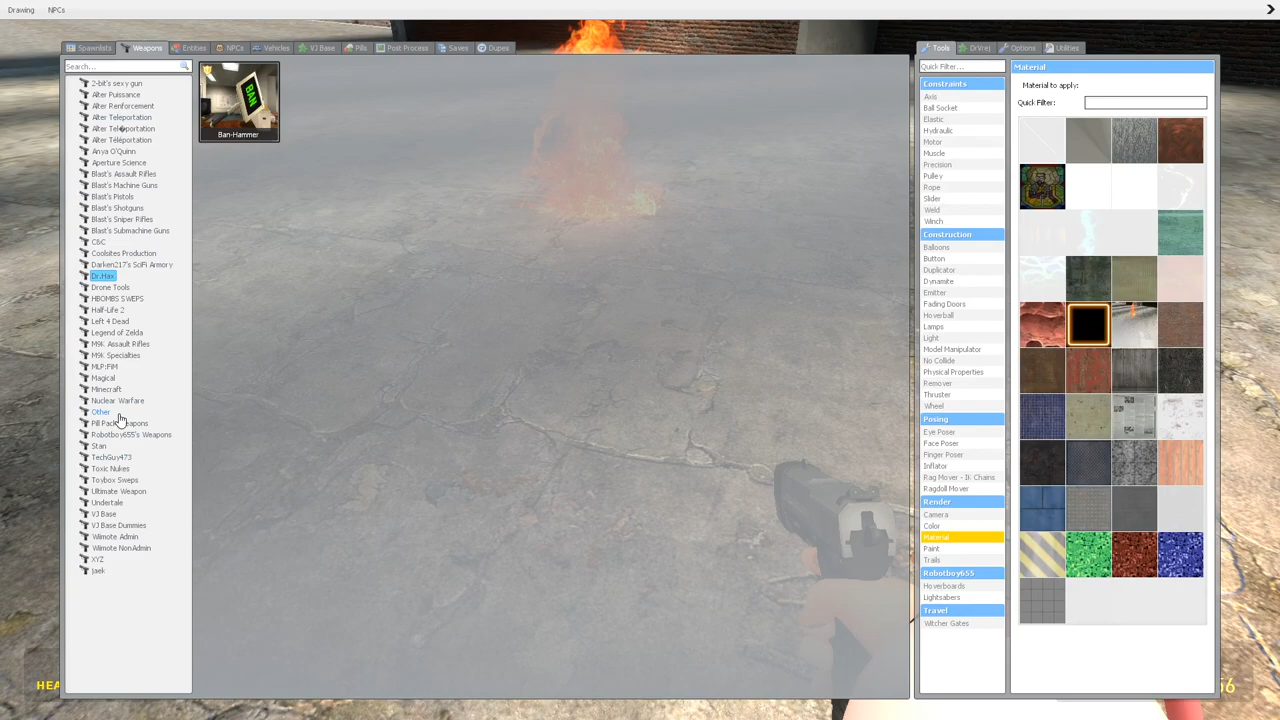 Drawing NPCs
Spawnlists Weapons Entities NPCs Vehicles VJ Base Pills Post Process Saves Dupes
Search...
2-bit's sexy gun
Alter Puissance
Alter Renforcement
Alter Teleportation
Alter Tel�portation
Alter Téléportation
Anya O'Quinn
Aperture Science
Blast's Assault Rifles
Blast's Machine Guns
Blast's Pistols
Blast's Shotguns
Blast's Sniper Rifles
Blast's Submachine Guns
C&C
Coolsites Production
Darken217's SciFi Armory
Dr.Hax
Drone Tools
HBOMBS SWEPS
Half-Life 2
Left 4 Dead
Legend of Zelda
M9K Assault Rifles
M9K Specialties
MLP:FiM
Magical
Minecraft
Nuclear Warfare
Other
Robotboy655's Weapons
Stan
TechGuy473
Toxic Nukes
Toybox Sweps
Ultimate Weapon
Undertale
VJ Base
VJ Base Dummies
Wiimote Admin
Wiimote NonAdmin
XYZ
jaek
BAN
Ban-Hammer
Tools DrVrej Options Utilities
Quick Filter...
Constraints
Axis
Ball Socket
Elastic
Hydraulic
Motor
Muscle
Precision
Pulley
Rope
Slider
Weld
Winch
Construction
Balloons
Button
Duplicator
Dynamite
Emitter
Fading Doors
Hoverball
Lamps
Light
Model Manipulator
No Collide
Physical Properties
Remover
Thruster
Wheel
Posing
Eye Poser
Face Poser
Finger Poser
Inflator
Rag Mover - IK Chains
Ragdoll Mover
Render
Camera
Color
Material
Paint
Trails
Robotboy655
Hoverboards
Lightsabers
Travel
Witcher Gates
Material
Material to apply:
Quick Filter:
HEA
56